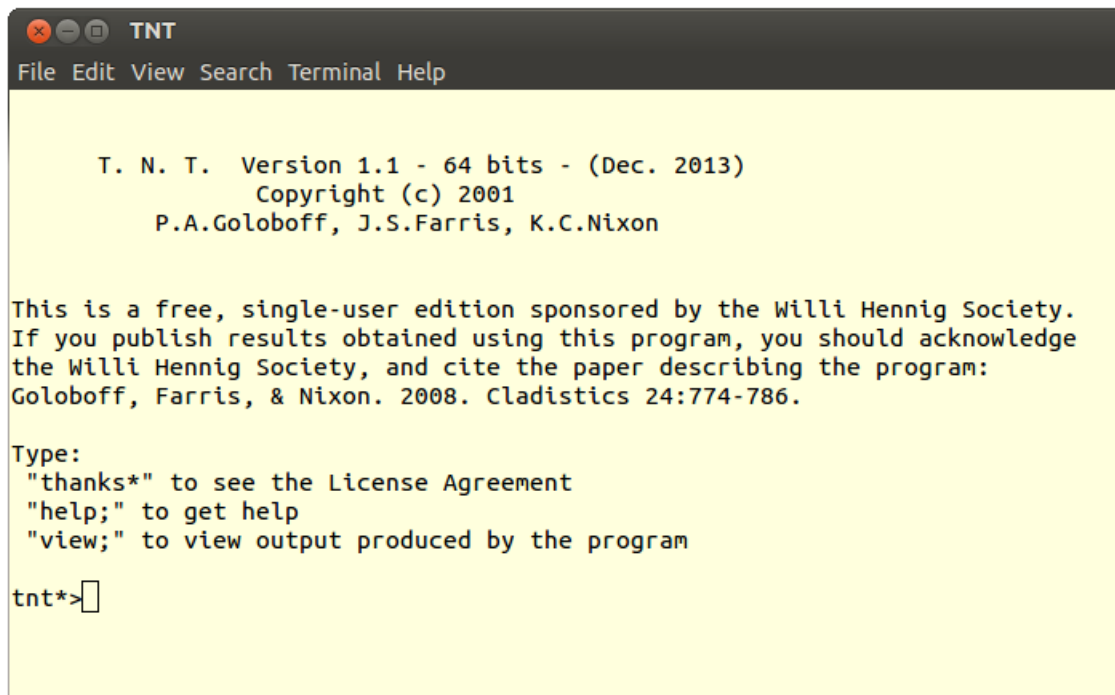 TNT
File Edit View Search Terminal Help
T. N. T. Version 1.1 - 64 bits - (Dec. 2013)
Copyright (c) 2001
P.A.Goloboff, J.S.Farris, K.C.Nixon
This is a free, single-user edition sponsored by the Willi Hennig Society.
If you publish results obtained using this program, you should acknowledge
the Willi Hennig Society, and cite the paper describing the program:
Goloboff, Farris, & Nixon. 2008. Cladistics 24:774-786.
Type:
"thanks*" to see the License Agreement
"help;" to get help
"view;" to view output produced by the program
tnt*>